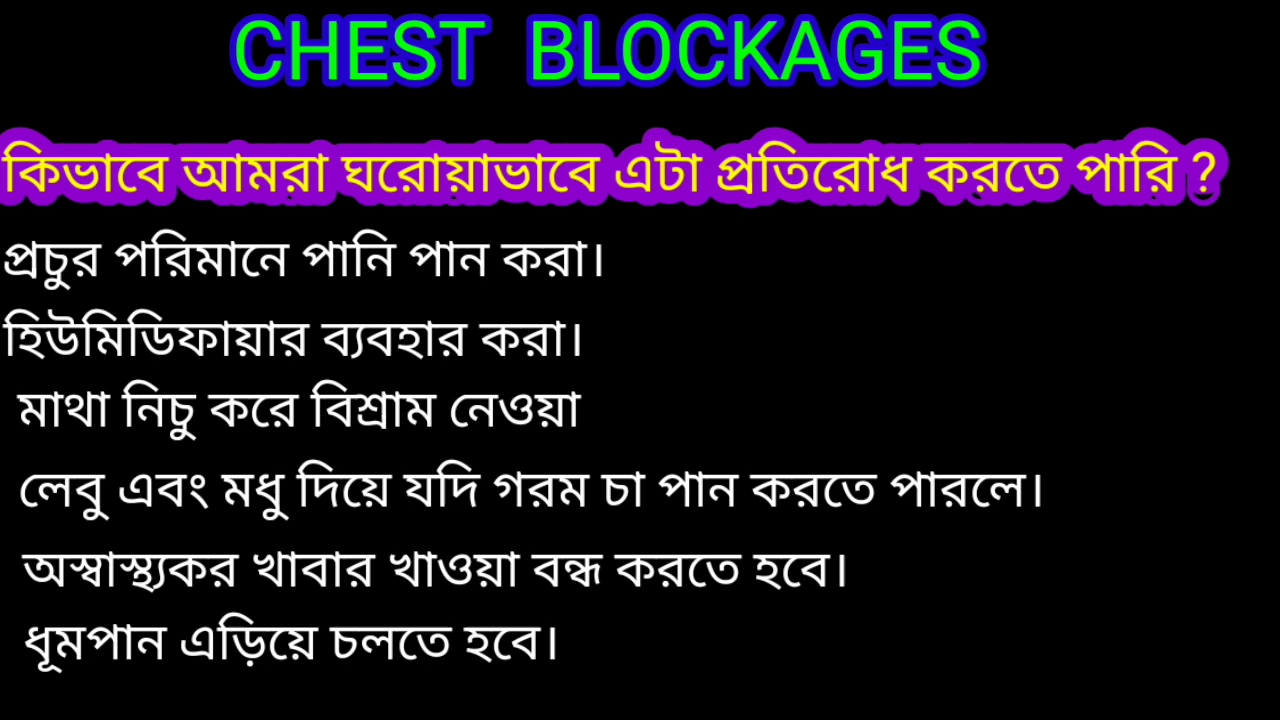 CHEST BLOCKAGES
কিভাবে আমরা ঘরোয়াভাবে এটা প্রতিরোধ করতে পারি ?
প্রচুর পরিমানে পানি পান করা।
হিউমিডিফায়ার ব্যবহার করা।
মাথা নিচু করে বিশ্রাম নেওয়া
লেবু এবং মধু দিয়ে যদি গরম চা পান করতে পারলে।
অস্বাস্থ্যকর খাবার খাওয়া বন্ধ করতে হবে।
ধূমপান এড়িয়ে চলতে হবে।